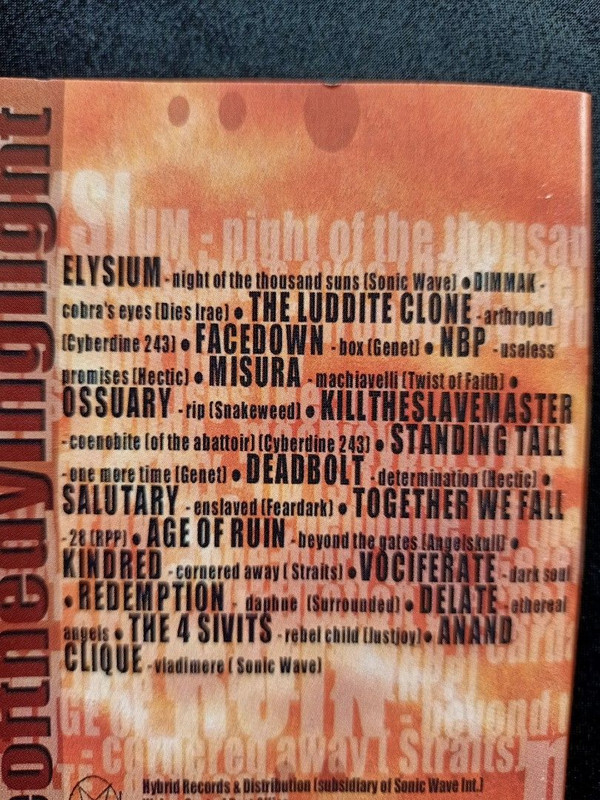 ofthedyinglight
ELYSIUM - night of the thousand suns (Sonic Wave) • DIMMAK -
cobra's eyes (Dies Irae) • THE LUDDITE CLONE - arthropod
(Cyberdine 243) • FACEDOWN - box (Genet) • NBP - useless
promises (Hectic) • MISURA - machiavelli (Twist of Faith) •
OSSUARY - rip (Snakeweed) • KILLTHESLAVEMASTER
- coenobite (of the abattoir) (Cyberdine 243) • STANDING TALL
- one more time (Genet) • DEADBOLT - determination (Hectic) •
SALUTARY - enslaved (Feardark) • TOGETHER WE FALL
- 28 (RPP) • AGE OF RUIN - beyond the gates (Angelskull) •
KINDRED - cornered away ( Straits) • VOCIFERATE - dark soul
• REDEMPTION - daphne (Surrounded) • DELATE - ethereal
angels • THE 4 SIVITS - rebel child (Justjoy) • ANAND
CLIQUE - vladimere ( Sonic Wave)
Hybrid Records & Distribution (subsidiary of Sonic Wave Int.)